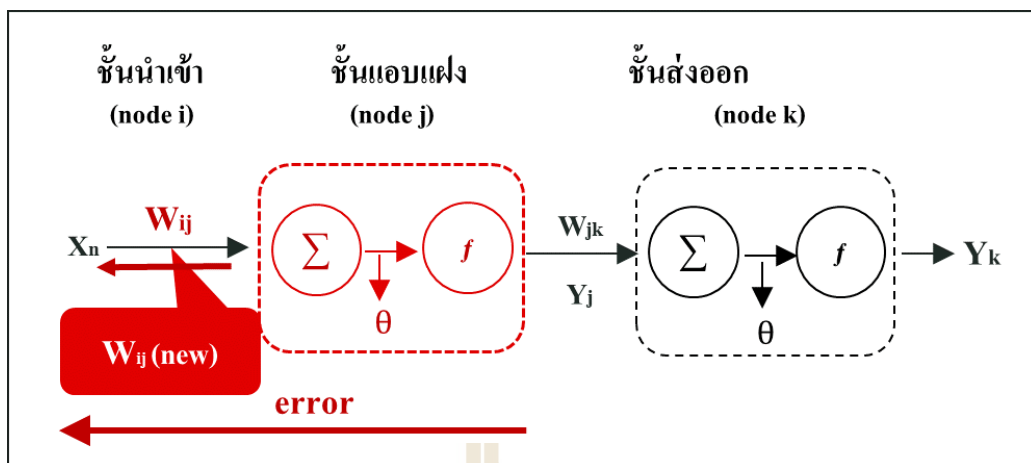 ชั้นนำเข้า
(node i)
ชั้นแอบแฝง
(node j)
ชั้นส่งออก
(node k)
Xn
Wij
Σ
f
θ
Wjk
Yj
Σ
f
θ
Yk
Wij (new)
error